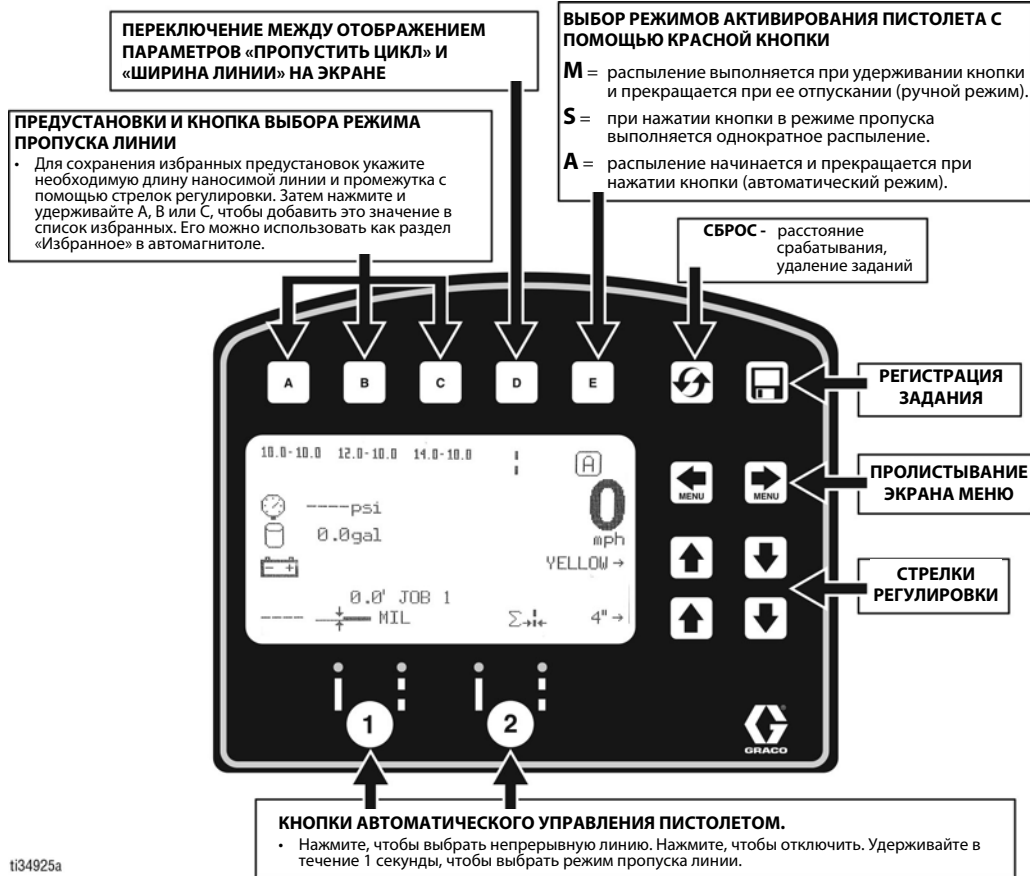 ПЕРЕКЛЮЧЕНИЕ МЕЖДУ ОТОБРАЖЕНИЕМ
ПАРАМЕТРОВ «ПРОПУСТИТЬ ЦИКЛ» И
«ШИРИНА ЛИНИИ» НА ЭКРАНЕ
ВЫБОР РЕЖИМОВ АКТИВИРОВАНИЯ ПИСТОЛЕТА С
ПОМОЩЬЮ КРАСНОЙ КНОПКИ
M = распыление выполняется при удерживании кнопки
и прекращается при ее отпускании (ручной режим).
S = при нажатии кнопки в режиме пропуска
выполняется однократное распыление.
A = распыление начинается и прекращается при
нажатии кнопки (автоматический режим).
ПРЕДУСТАНОВКИ И КНОПКА ВЫБОРА РЕЖИМА
ПРОПУСКА ЛИНИИ
• Для сохранения избранных предустановок укажите
необходимую длину наносимой линии и промежутка с
помощью стрелок регулировки. Затем нажмите и
удерживайте A, B или C, чтобы добавить это значение в
список избранных. Его можно использовать как раздел
«Избранное» в автомагнитоле.
СБРОС - расстояние
срабатывания,
удаление заданий
A B C D E
РЕГИСТРАЦИЯ
ЗАДАНИЯ
10.0-10.0 12.0-10.0 14.0-10.0
A
----psi
0
0.0gal
mph
YELLOW→
0.0' JOB 1
---- MIL Σ 4"→
MENU MENU
ПРОЛИСТЫВАНИЕ
ЭКРАНА МЕНЮ
СТРЕЛКИ
РЕГУЛИРОВКИ
1 2
GRACO
КНОПКИ АВТОМАТИЧЕСКОГО УПРАВЛЕНИЯ ПИСТОЛЕТОМ.
• Нажмите, чтобы выбрать непрерывную линию. Нажмите, чтобы отключить. Удерживайте в
течение 1 секунды, чтобы выбрать режим пропуска линии.
ti34925a